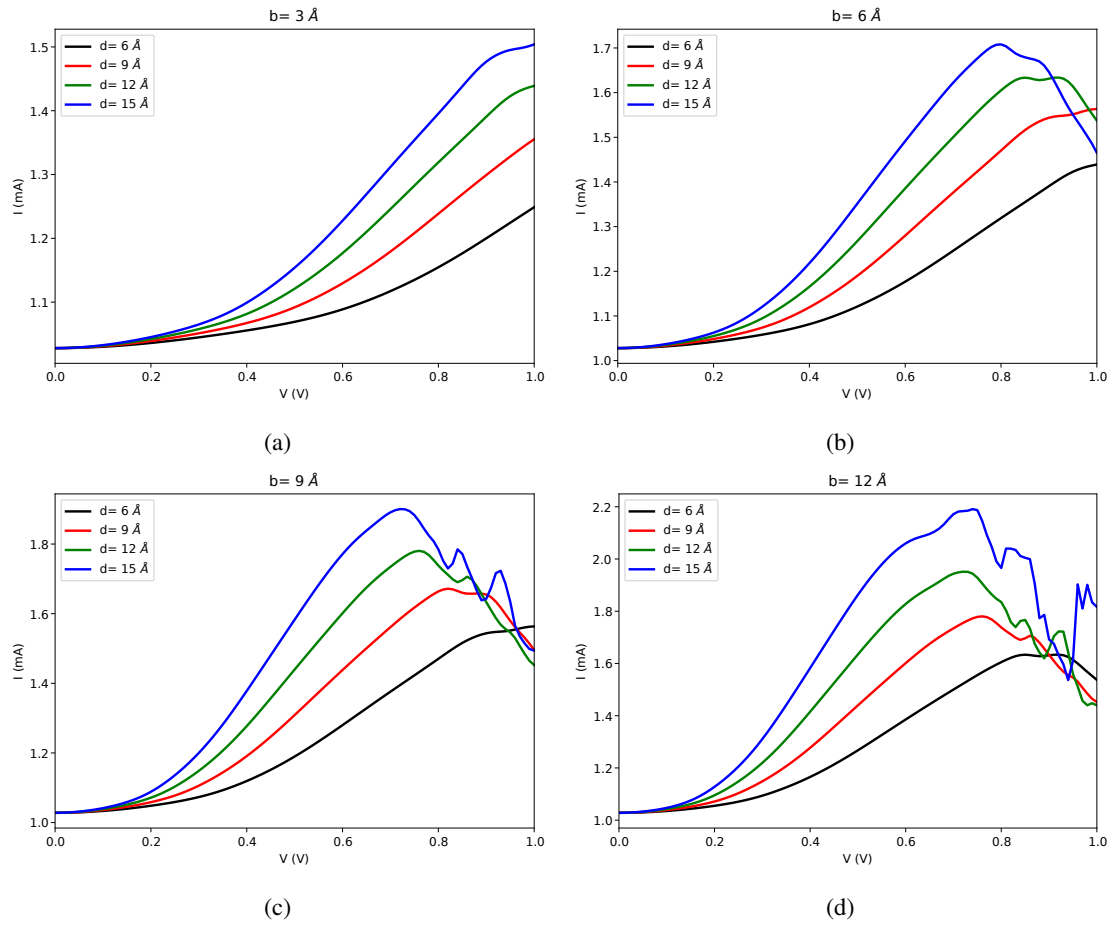 b= 3 Å
d= 6 Å
d= 9 Å
d= 12 Å
d= 15 Å
1.5
1.4
1.3
1.2
1.1
I (mA)
0.0 0.2 0.4 0.6 0.8 1.0
V (V)
(a)
b= 6 Å
d= 6 Å
d= 9 Å
d= 12 Å
d= 15 Å
1.7
1.6
1.5
1.4
1.3
1.2
1.1
1.0
I (mA)
0.0 0.2 0.4 0.6 0.8 1.0
V (V)
(b)
b= 9 Å
d= 6 Å
d= 9 Å
d= 12 Å
d= 15 Å
1.8
1.6
1.4
1.2
1.0
I (mA)
0.0 0.2 0.4 0.6 0.8 1.0
V (V)
(c)
b= 12 Å
d= 6 Å
d= 9 Å
d= 12 Å
d= 15 Å
2.2
2.0
1.8
1.6
1.4
1.2
1.0
I (mA)
0.0 0.2 0.4 0.6 0.8 1.0
V (V)
(d)